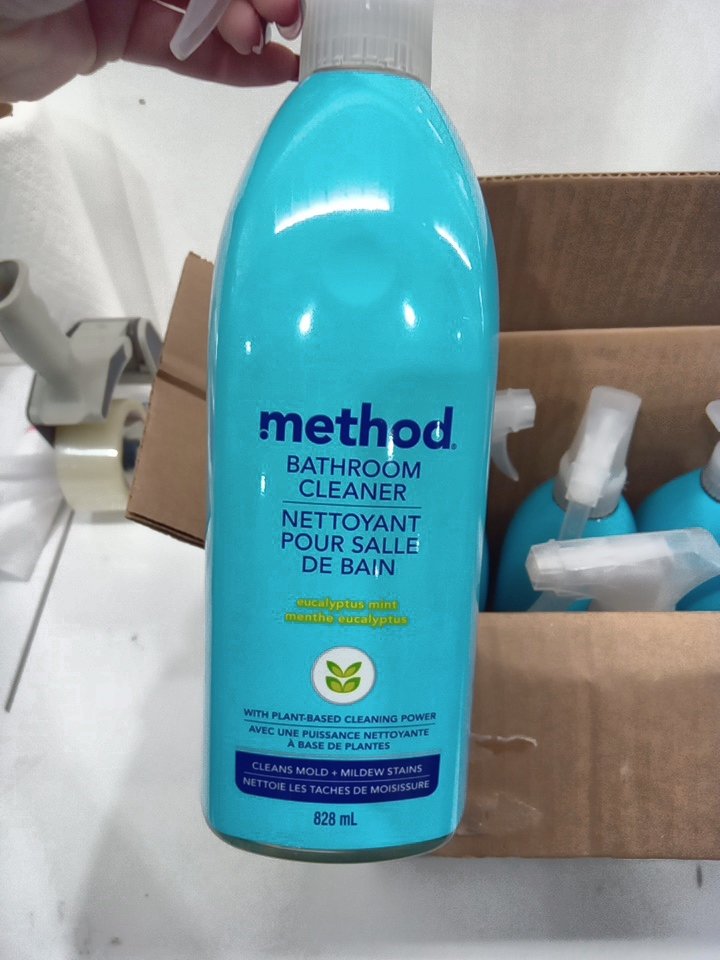 method®
BATHROOM
CLEANER
NETTOYANT
POUR SALLE
DE BAIN
eucalyptus mint
menthe eucalyptus
WITH PLANT-BASED CLEANING POWER
AVEC UNE PUISSANCE NETTOYANTE
À BASE DE PLANTES
CLEANS MOLD + MILDEW STAINS
NETTOIE LES TACHES DE MOISISSURE
828 mL